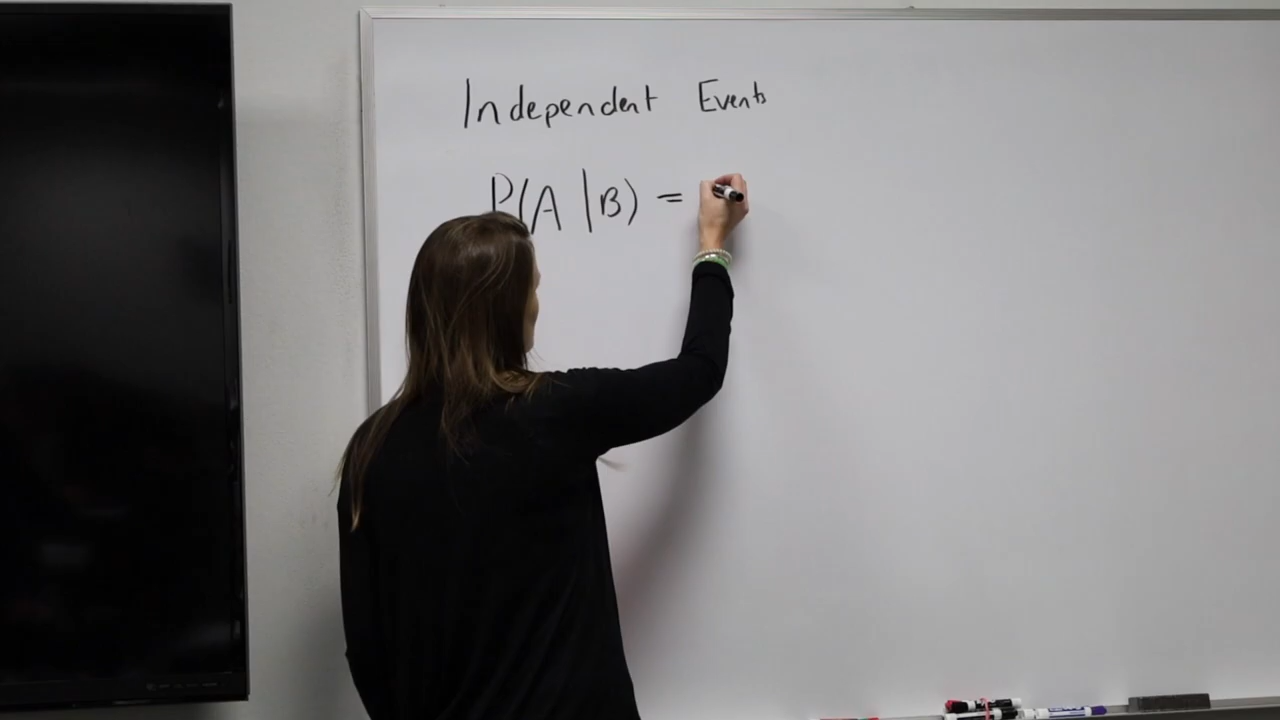 Independent Events
P(A | B) =